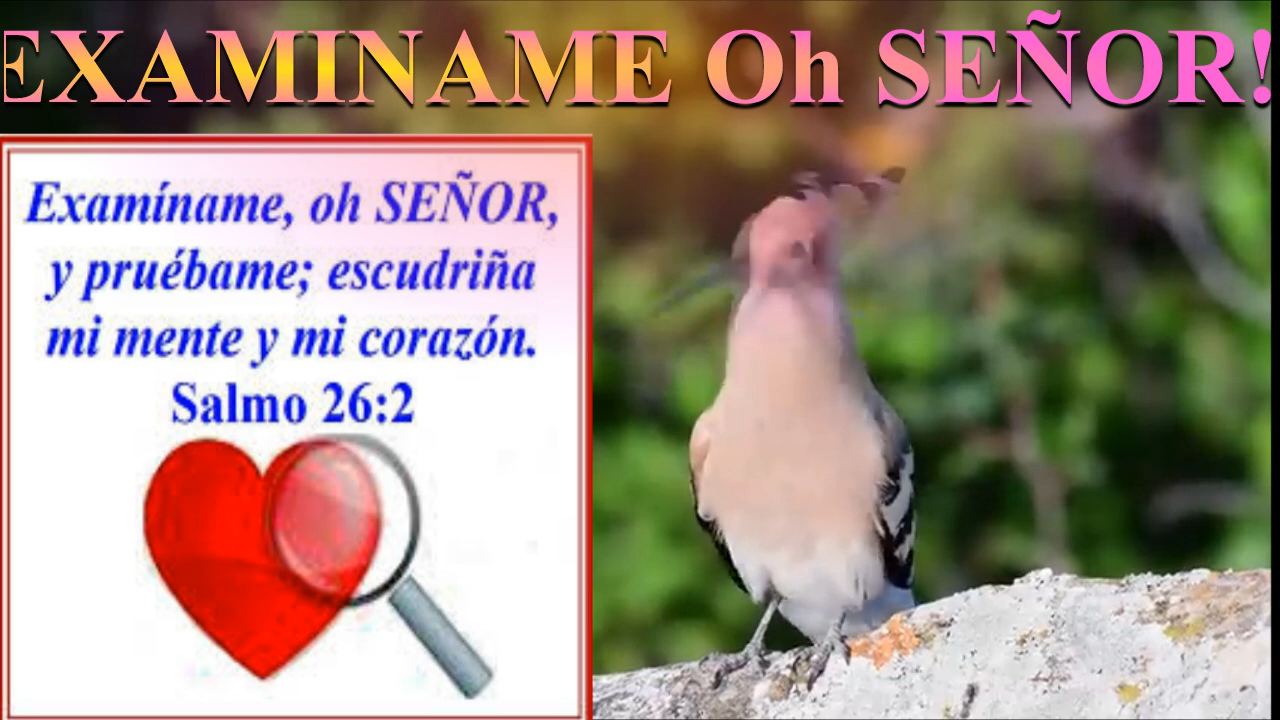 EXAMINAME Oh SEÑOR!
Examíname, oh SEÑOR,
y pruébame; escudriña
mi mente y mi corazón.
Salmo 26:2